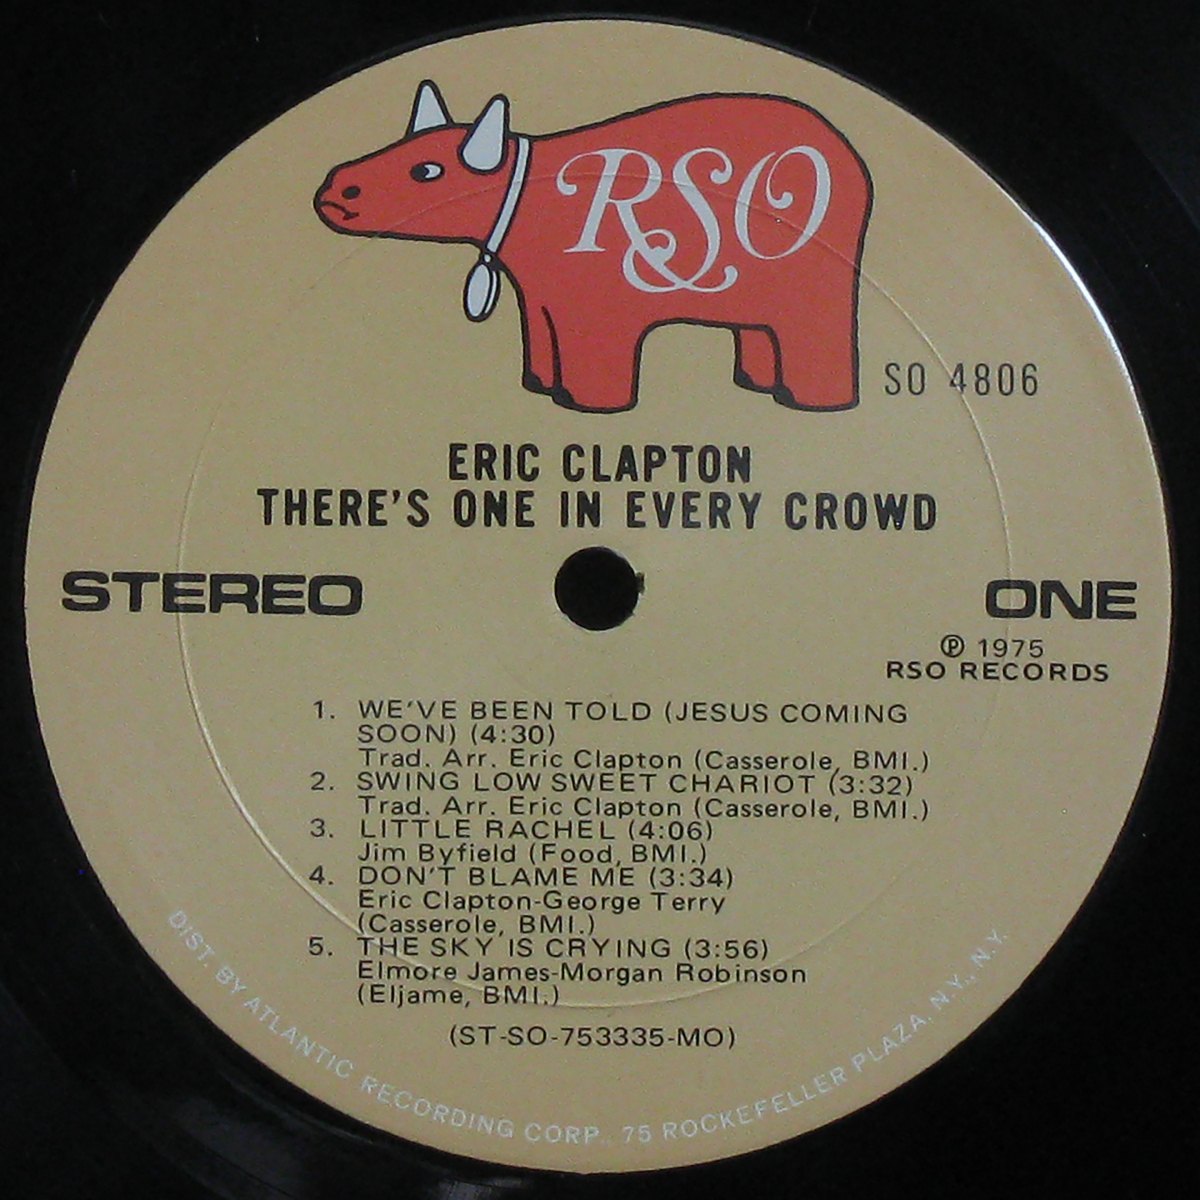 RSO
SO 4806
ERIC CLAPTON
THERE'S ONE IN EVERY CROWD
STEREO
ONE
℗ 1975
RSO RECORDS
1. WE'VE BEEN TOLD (JESUS COMING
SOON) (4:30)
Trad. Arr. Eric Clapton (Casserole, BMI.)
2. SWING LOW SWEET CHARIOT (3:32)
Trad. Arr. Eric Clapton (Casserole, BMI.)
3. LITTLE RACHEL (4:06)
Jim Byfield (Food, BMI.)
4. DON'T BLAME ME (3:34)
Eric Clapton-George Terry
(Casserole, BMI.)
5. THE SKY IS CRYING (3:56)
Elmore James-Morgan Robinson
(Eljame, BMI.)
(ST-SO-753335-MO)
DIST. BY ATLANTIC RECORDING CORP., 75 ROCKEFELLER PLAZA, N.Y., N.Y.